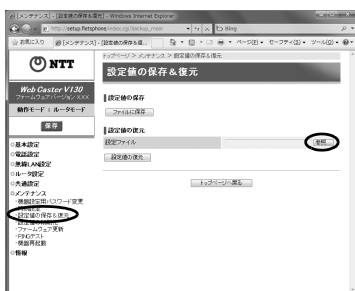 [メンテナンス] - [設定値の保存&復元] - Windows Internet Explorer
http://setup.fletsphone/index.cgi/backup_main
Bing
お気に入り
[メンテナンス] - [設定値の保存&復...
ページ(P)
セーフティ(S)
ツール(O)
NTT
Web Caster V130
ファームウェアバージョン XXX
動作モード : ルータモード
保存
基本設定
電話設定
無線LAN設定
ルータ設定
共通設定
メンテナンス
・機器設定用パスワード変更
・設定値の保存&復元
・設定値の初期化
・ファームウェア更新
・PINGテスト
・機器再起動
情報
トップページ > メンテナンス > 設定値の保存&復元
設定値の保存&復元
設定値の保存
ファイルに保存
設定値の復元
設定ファイル
参照...
設定値の復元
トップページへ戻る